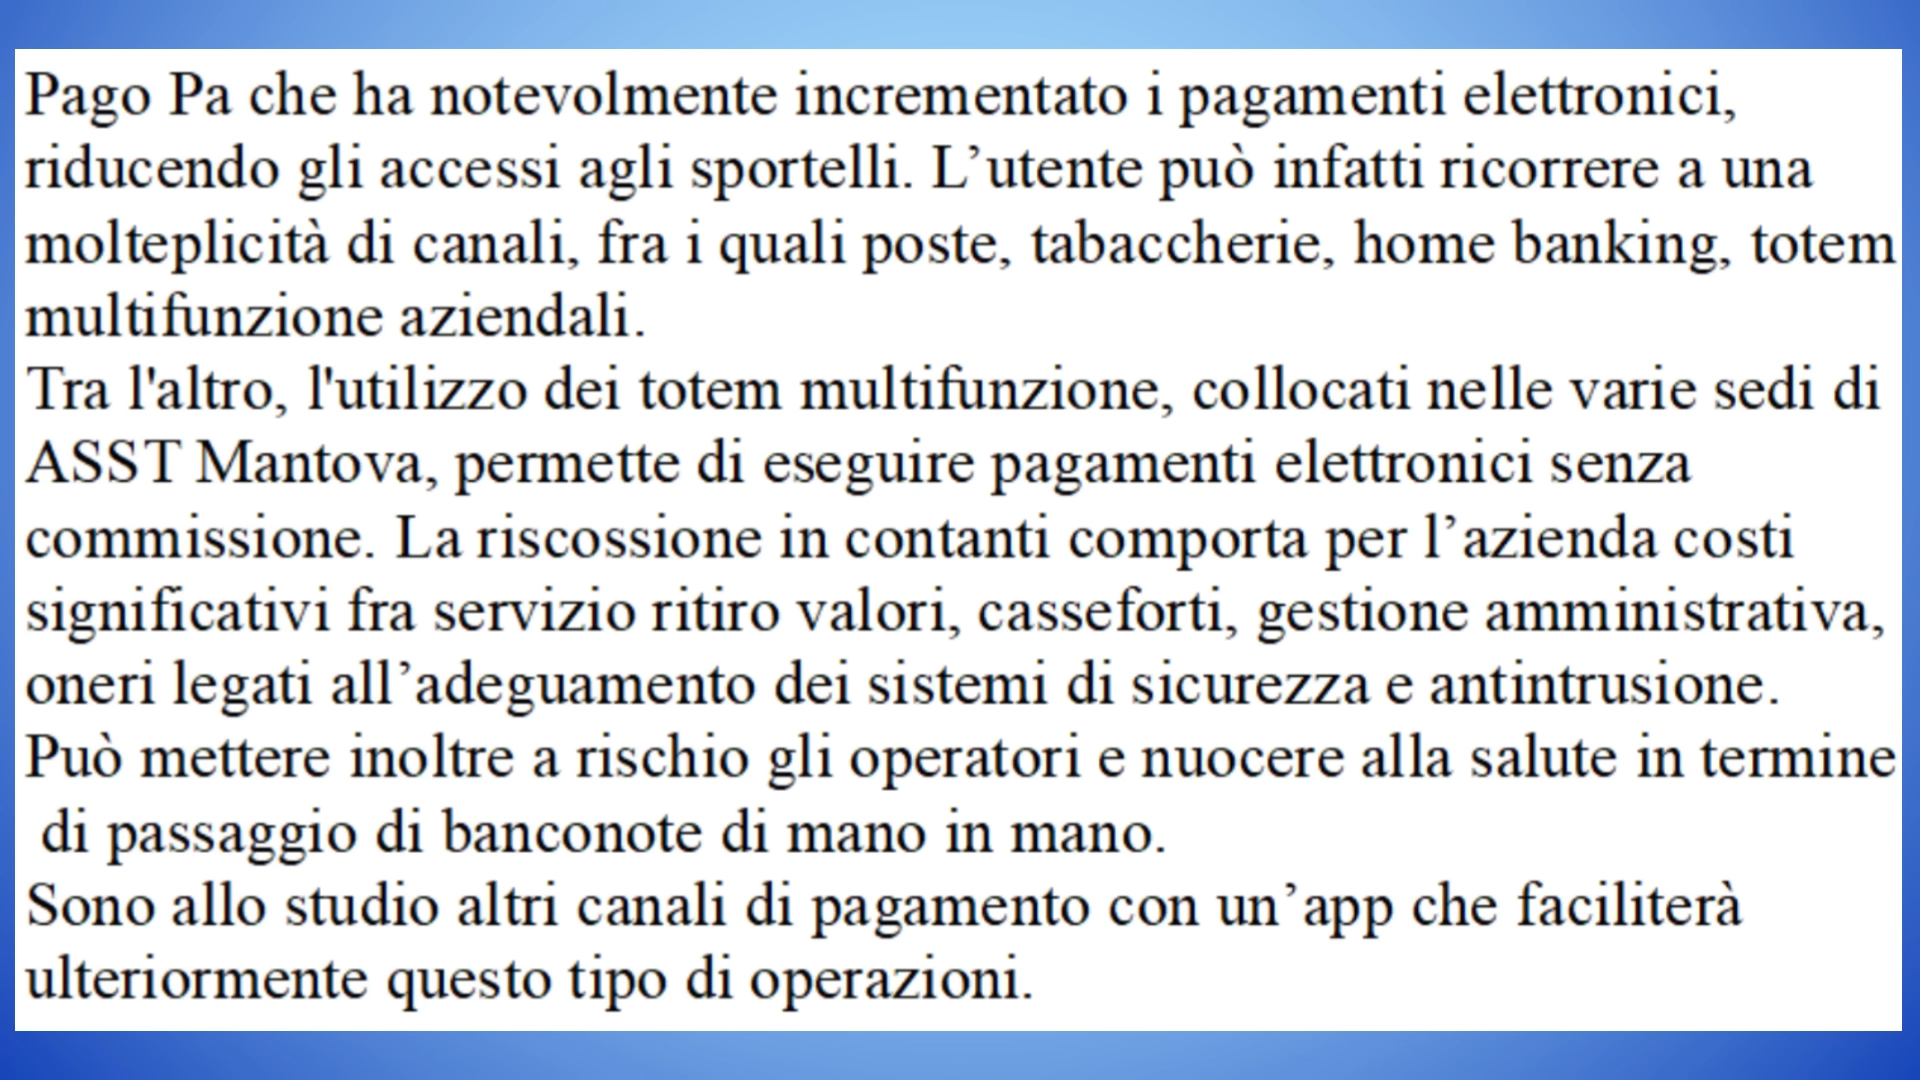 Pago Pa che ha notevolmente incrementato i pagamenti elettronici,
riducendo gli accessi agli sportelli. L’utente può infatti ricorrere a una
molteplicità di canali, fra i quali poste, tabaccherie, home banking, totem
multifunzione aziendali.
Tra l'altro, l'utilizzo dei totem multifunzione, collocati nelle varie sedi di
ASST Mantova, permette di eseguire pagamenti elettronici senza
commissione. La riscossione in contanti comporta per l’azienda costi
significativi fra servizio ritiro valori, casseforti, gestione amministrativa,
oneri legati all’adeguamento dei sistemi di sicurezza e antintrusione.
Può mettere inoltre a rischio gli operatori e nuocere alla salute in termine
di passaggio di banconote di mano in mano.
Sono allo studio altri canali di pagamento con un’app che faciliterà
ulteriormente questo tipo di operazioni.